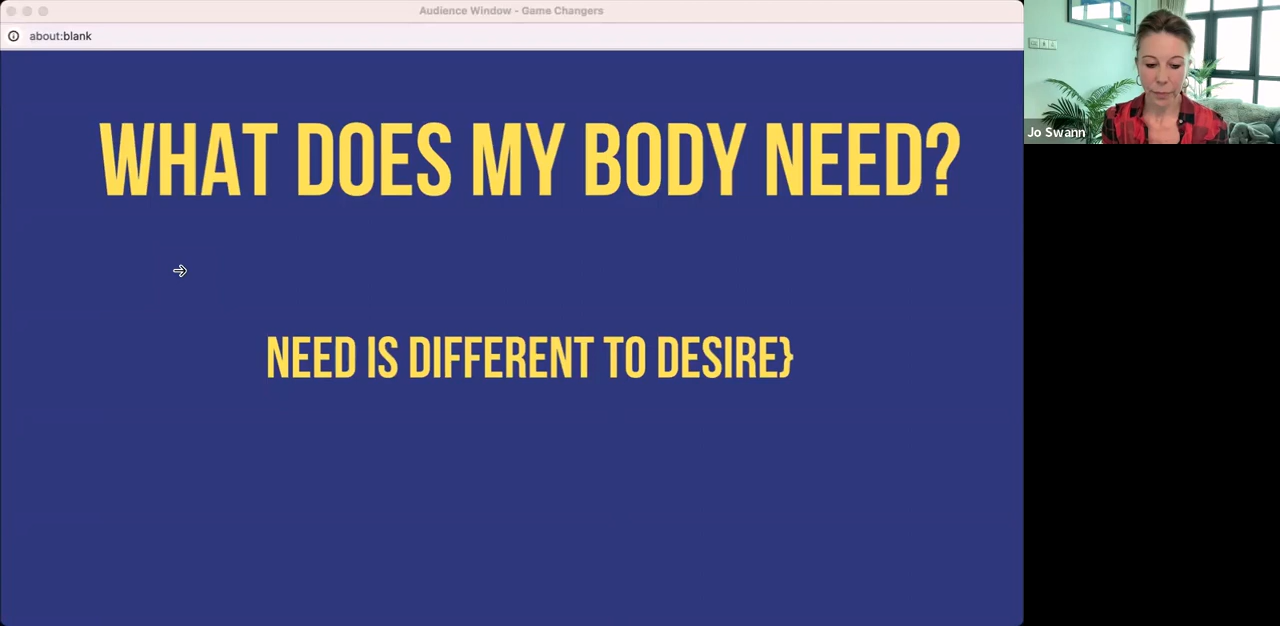 Audience Window - Game Changers
about:blank
WHAT DOES MY BODY NEED?
NEED IS DIFFERENT TO DESIRE}
Jo Swann